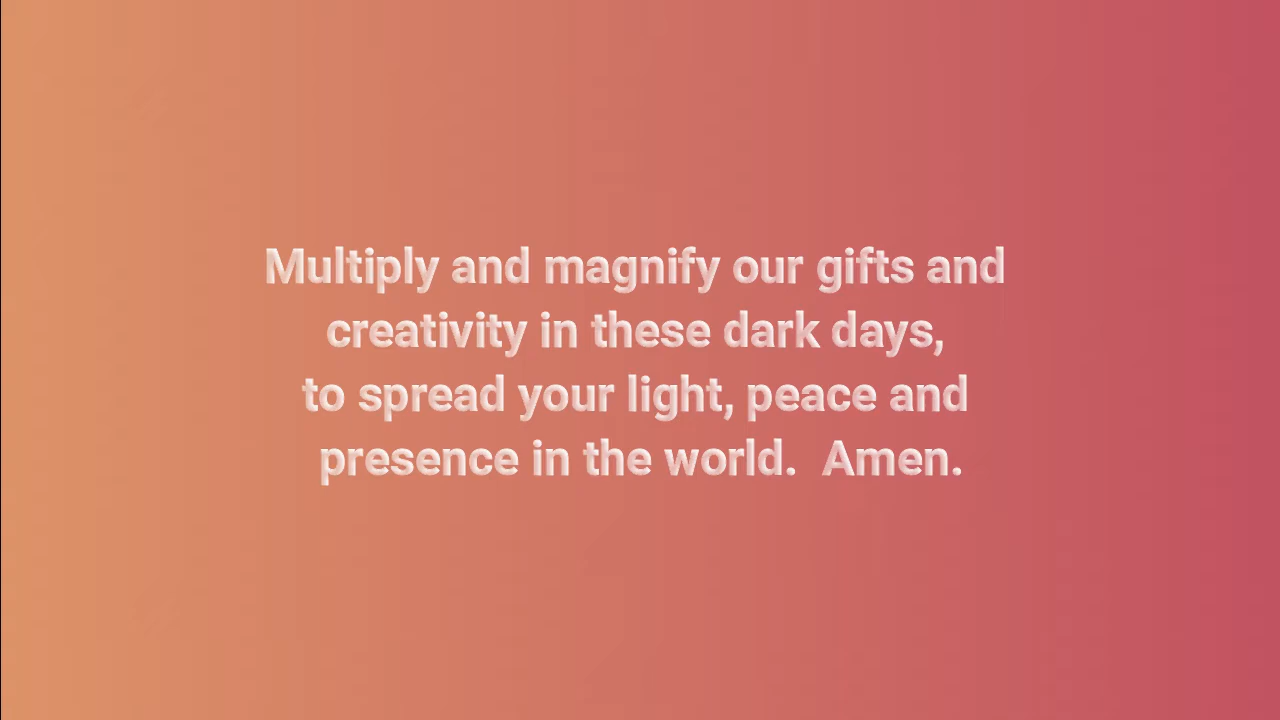 Multiply and magnify our gifts and
creativity in these dark days,
to spread your light, peace and
presence in the world.  Amen.